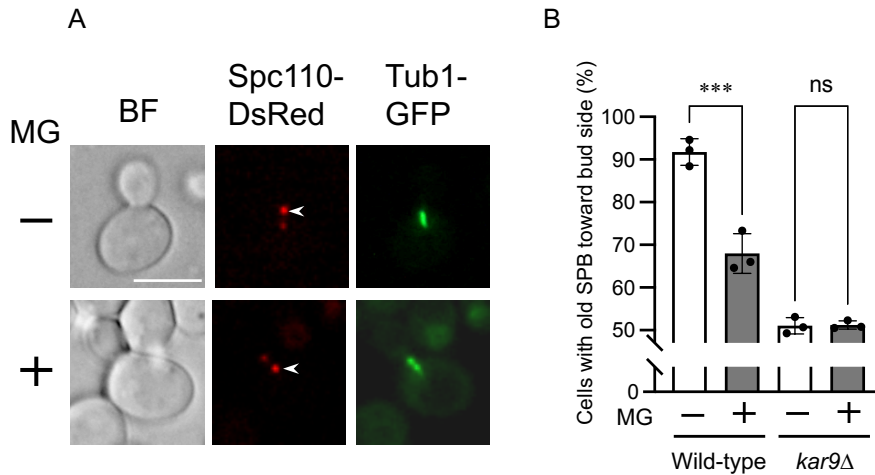 A
BF
Spc110-
DsRed
Tub1-
GFP
MG
−
+
B
Cells with old SPB toward bud side (%)
100
90
80
70
60
50
0
***
ns
MG − + − +
Wild-type kar9Δ